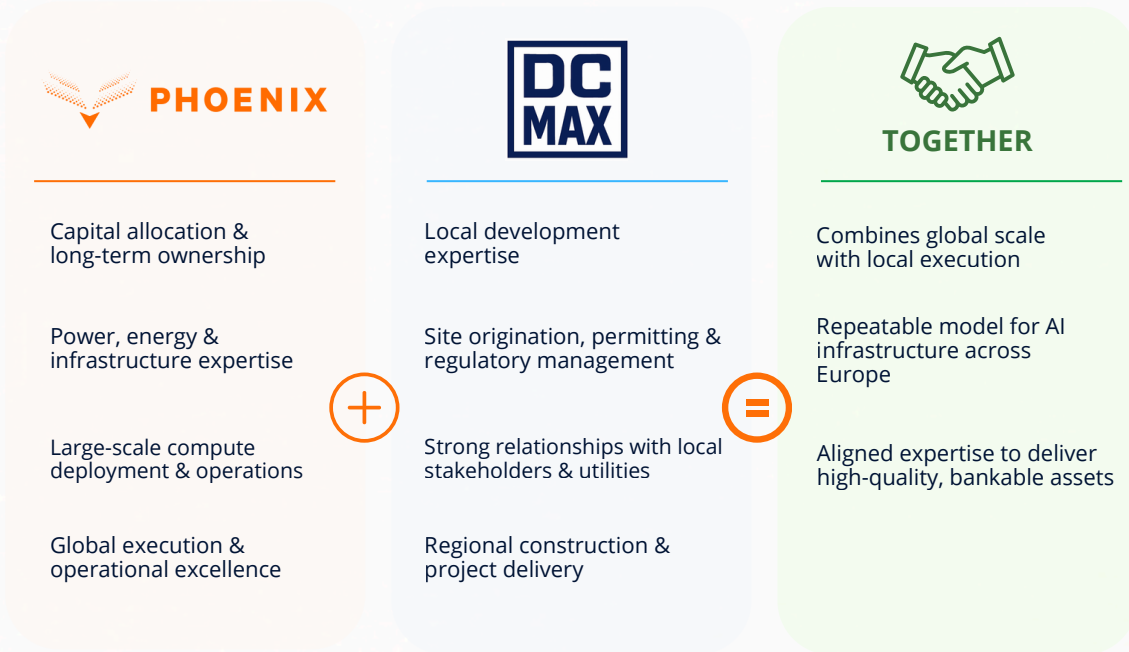 PHOENIX
Capital allocation &
long-term ownership
Power, energy &
infrastructure expertise
Large-scale compute
deployment & operations
Global execution &
operational excellence
+
DC
MAX
Local development
expertise
Site origination, permitting &
regulatory management
Strong relationships with local
stakeholders & utilities
Regional construction &
project delivery
=
TOGETHER
Combines global scale
with local execution
Repeatable model for AI
infrastructure across
Europe
Aligned expertise to deliver
high-quality, bankable assets